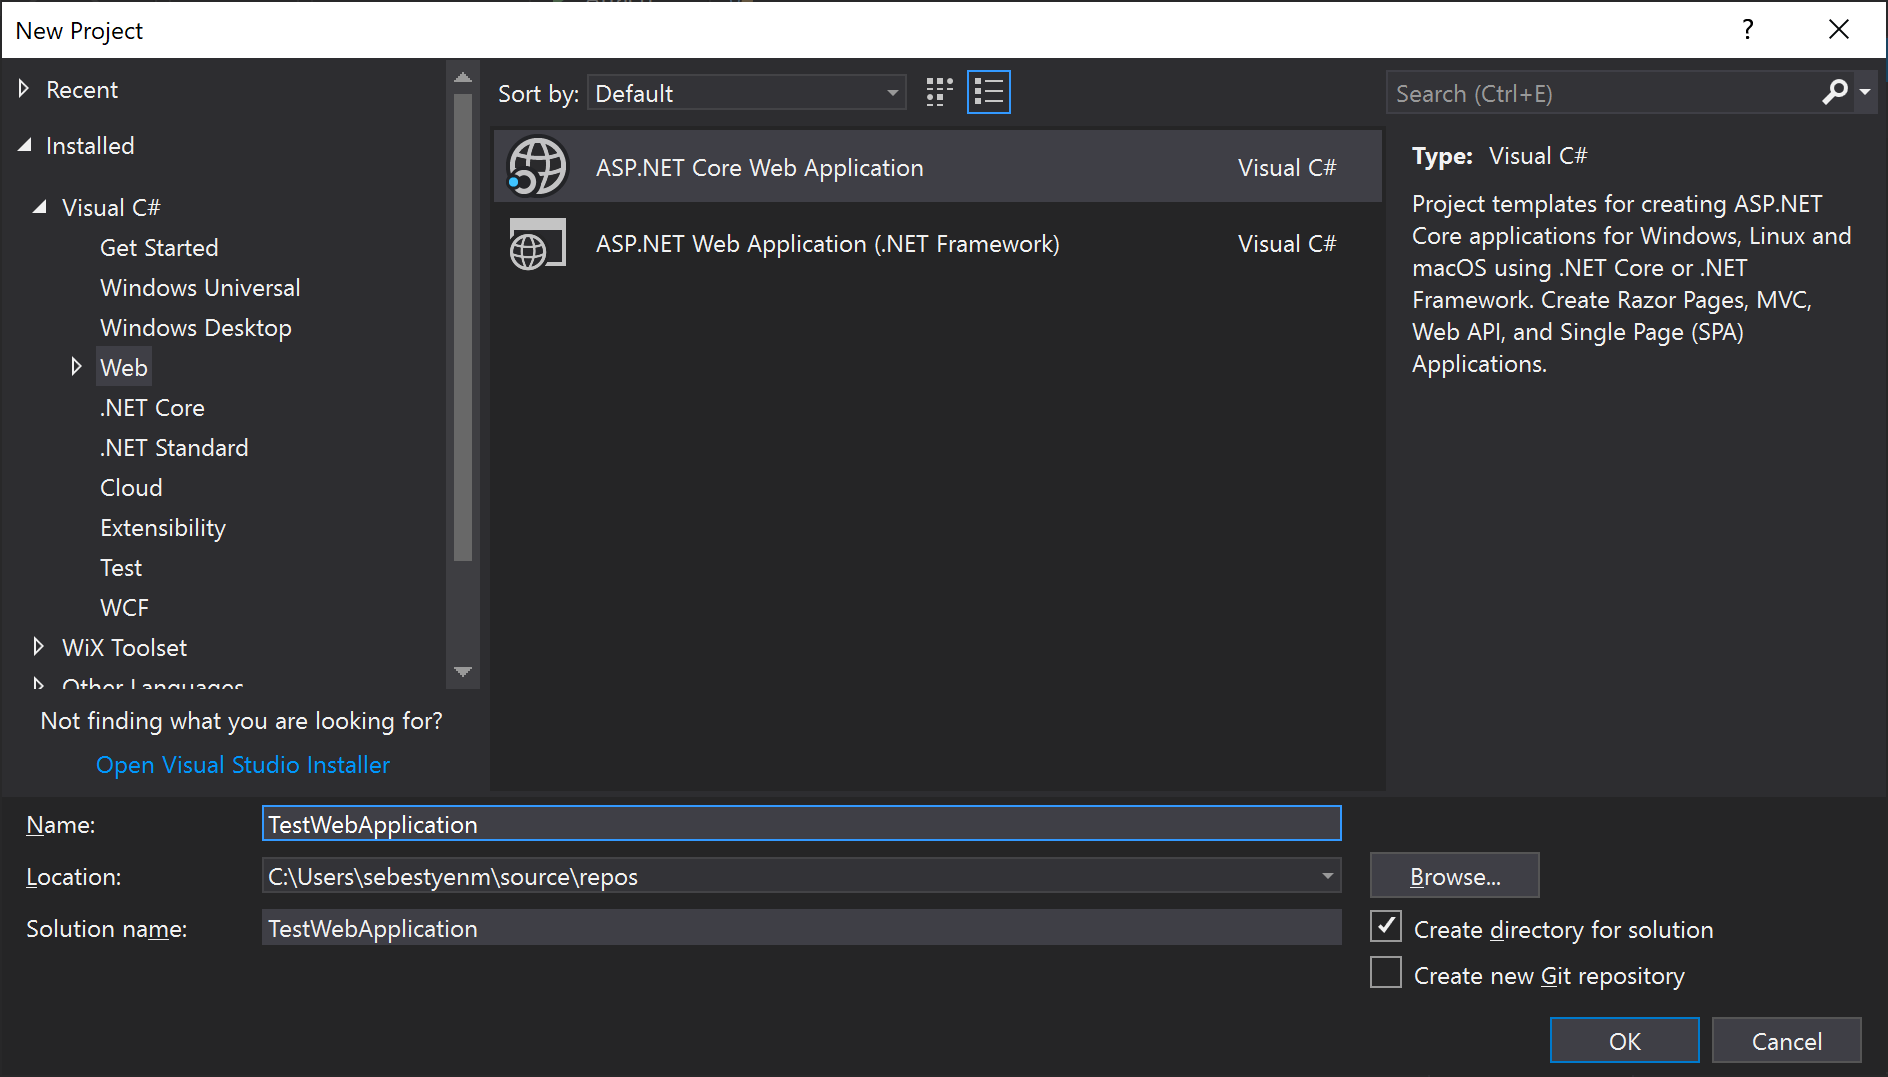 New Project
?
Recent
Installed
Visual C#
Get Started
Windows Universal
Windows Desktop
Web
.NET Core
.NET Standard
Cloud
Extensibility
Test
WCF
WiX Toolset
Other Languages
Not finding what you are looking for?
Open Visual Studio Installer
Sort by: Default
ASP.NET Core Web Application Visual C#
ASP.NET Web Application (.NET Framework) Visual C#
Search (Ctrl+E)
Type: Visual C#
Project templates for creating ASP.NET
Core applications for Windows, Linux and
macOS using .NET Core or .NET
Framework. Create Razor Pages, MVC,
Web API, and Single Page (SPA)
Applications.
Name: TestWebApplication
Location: C:\Users\sebestyenm\source\repos
Browse...
Solution name: TestWebApplication
Create directory for solution
Create new Git repository
OK Cancel